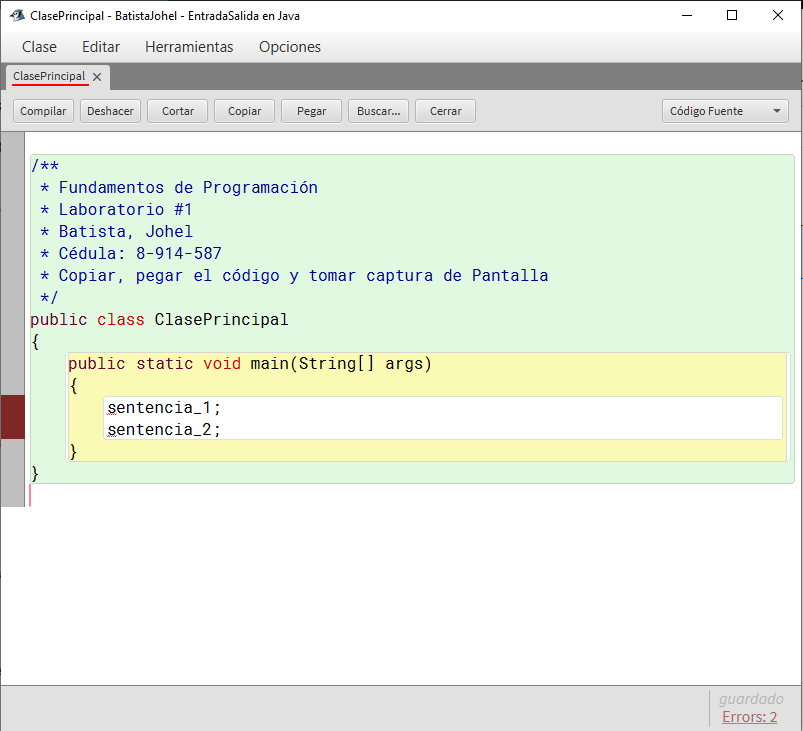 ClasePrincipal - BatistaJohel - EntradaSalida en Java
Clase Editar Herramientas Opciones
ClasePrincipal
Compilar Deshacer Cortar Copiar Pegar Buscar... Cerrar Código Fuente
/**
* Fundamentos de Programación
* Laboratorio #1
* Batista, Johel
* Cédula: 8-914-587
* Copiar, pegar el código y tomar captura de Pantalla
*/
public class ClasePrincipal
{
public static void main(String[] args)
{
sentencia_1;
sentencia_2;
}
}
guardado
Errors: 2